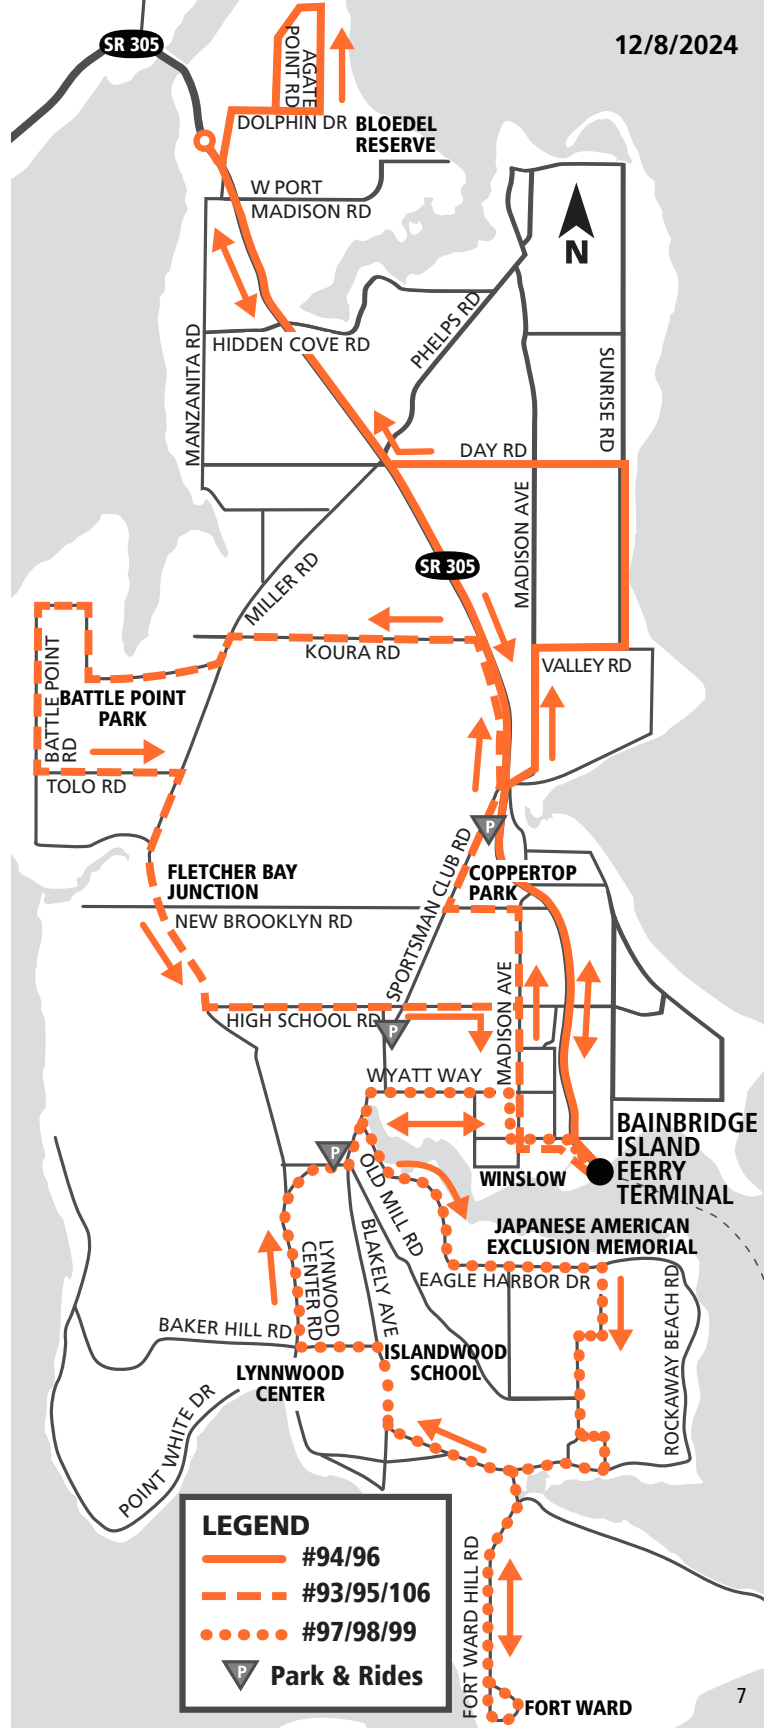 SR 305
12/8/2024
AGATE
POINT RD
DOLPHIN DR
BLOEDEL
RESERVE
W PORT
MADISON RD
N
MANZANITA RD
HIDDEN COVE RD
PHELPS RD
SUNRISE RD
DAY RD
MADISON AVE
SR 305
MILLER RD
KOURA RD
VALLEY RD
BATTLE POINT
RD
BATTLE POINT
PARK
TOLO RD
P
SPORTSMAN CLUB RD
FLETCHER BAY
JUNCTION
COPPERTOP
PARK
NEW BROOKLYN RD
MADISON AVE
HIGH SCHOOL RD
P
WYATT WAY
BAINBRIDGE
ISLAND
FERRY
TERMINAL
P
OLD MILL RD
WINSLOW
JAPANESE AMERICAN
EXCLUSION MEMORIAL
BLAKELY AVE
LYNWOOD
CENTER RD
EAGLE HARBOR DR
ROCKAWAY BEACH RD
BAKER HILL RD
ISLANDWOOD
SCHOOL
LYNNWOOD
CENTER
POINT WHITE DR
LEGEND
#94/96
#93/95/106
#97/98/99
P Park & Rides
FORT WARD HILL RD
FORT WARD
7